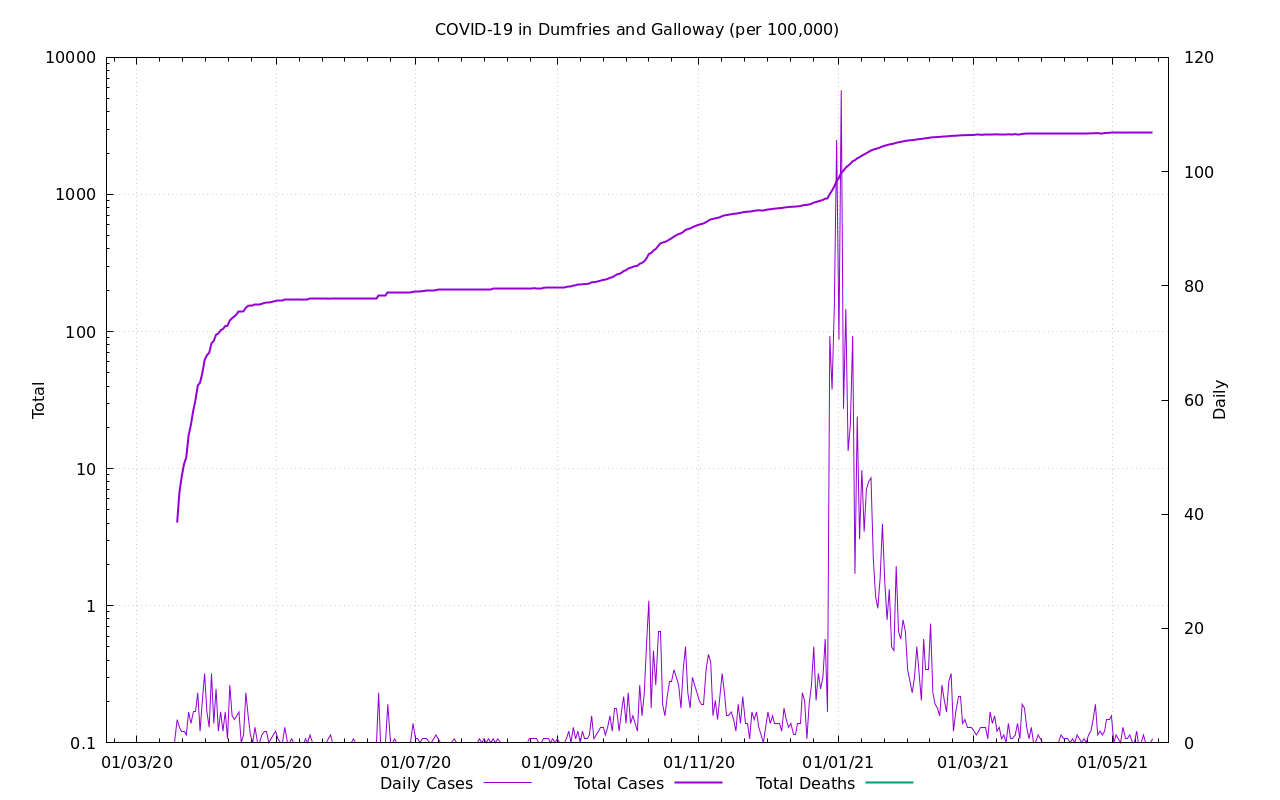 COVID-19 in Dumfries and Galloway (per 100,000)
10000
1000
100
10
1
0.1
Total
120
100
80
60
40
20
0
Daily
01/03/20 01/05/20 01/07/20 01/09/20 01/11/20 01/01/21 01/03/21 01/05/21
Daily Cases Total Cases Total Deaths